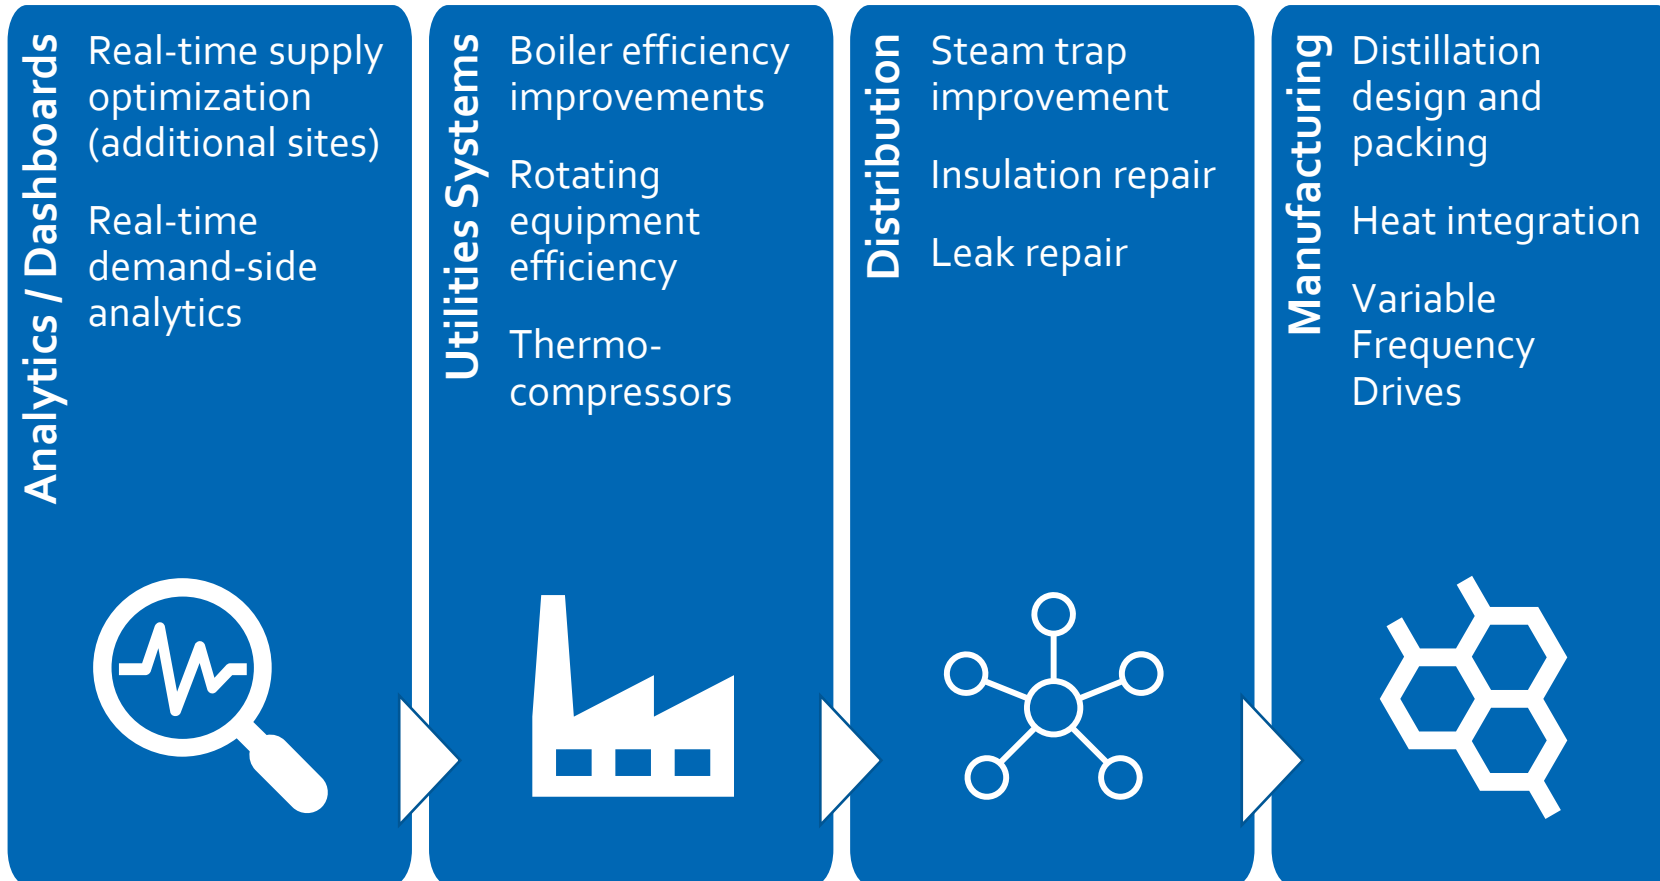 Analytics / Dashboards
Real-time supply
optimization
(additional sites)
Real-time
demand-side
analytics
Utilities Systems
Boiler efficiency
improvements
Rotating
equipment
efficiency
Thermo-
compressors
Distribution
Steam trap
improvement
Insulation repair
Leak repair
Manufacturing
Distillation
design and
packing
Heat integration
Variable
Frequency
Drives